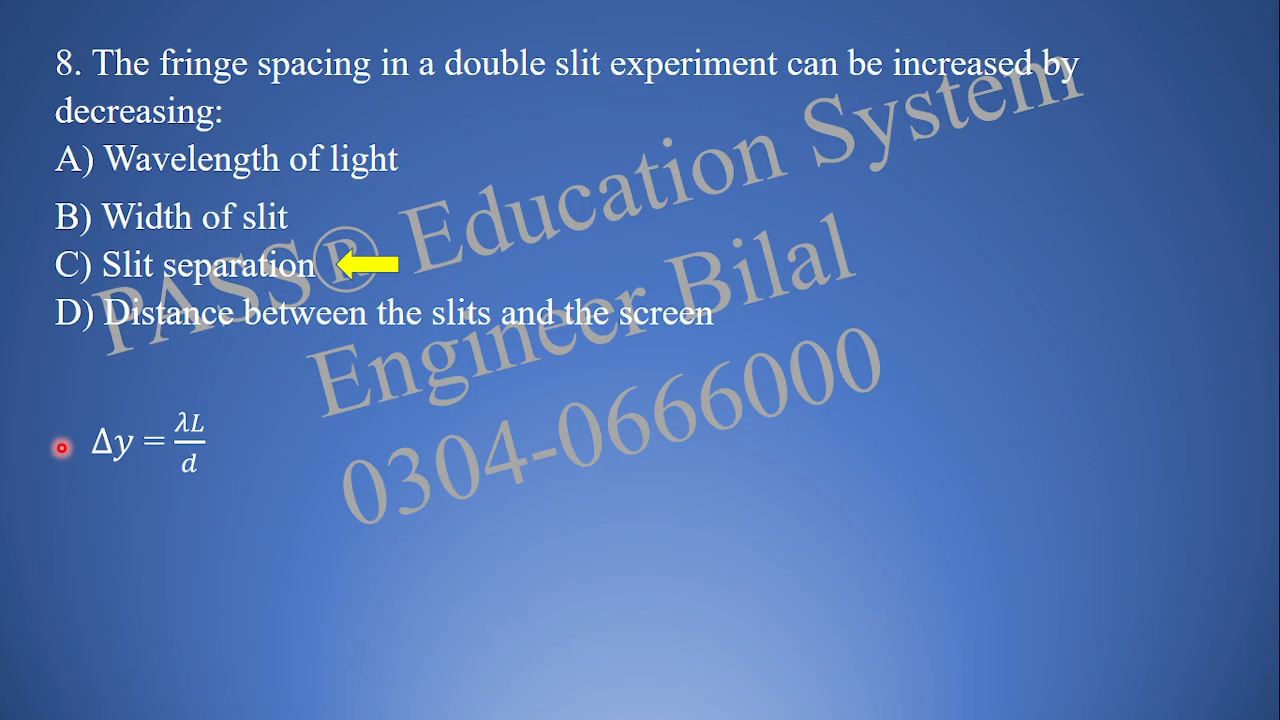 8. The fringe spacing in a double slit experiment can be increased by
decreasing:
A) Wavelength of light
B) Width of slit
C) Slit separation
D) Distance between the slits and the screen
Δy = λL/d
PASS® Education System
Engineer Bilal
0304-0666000